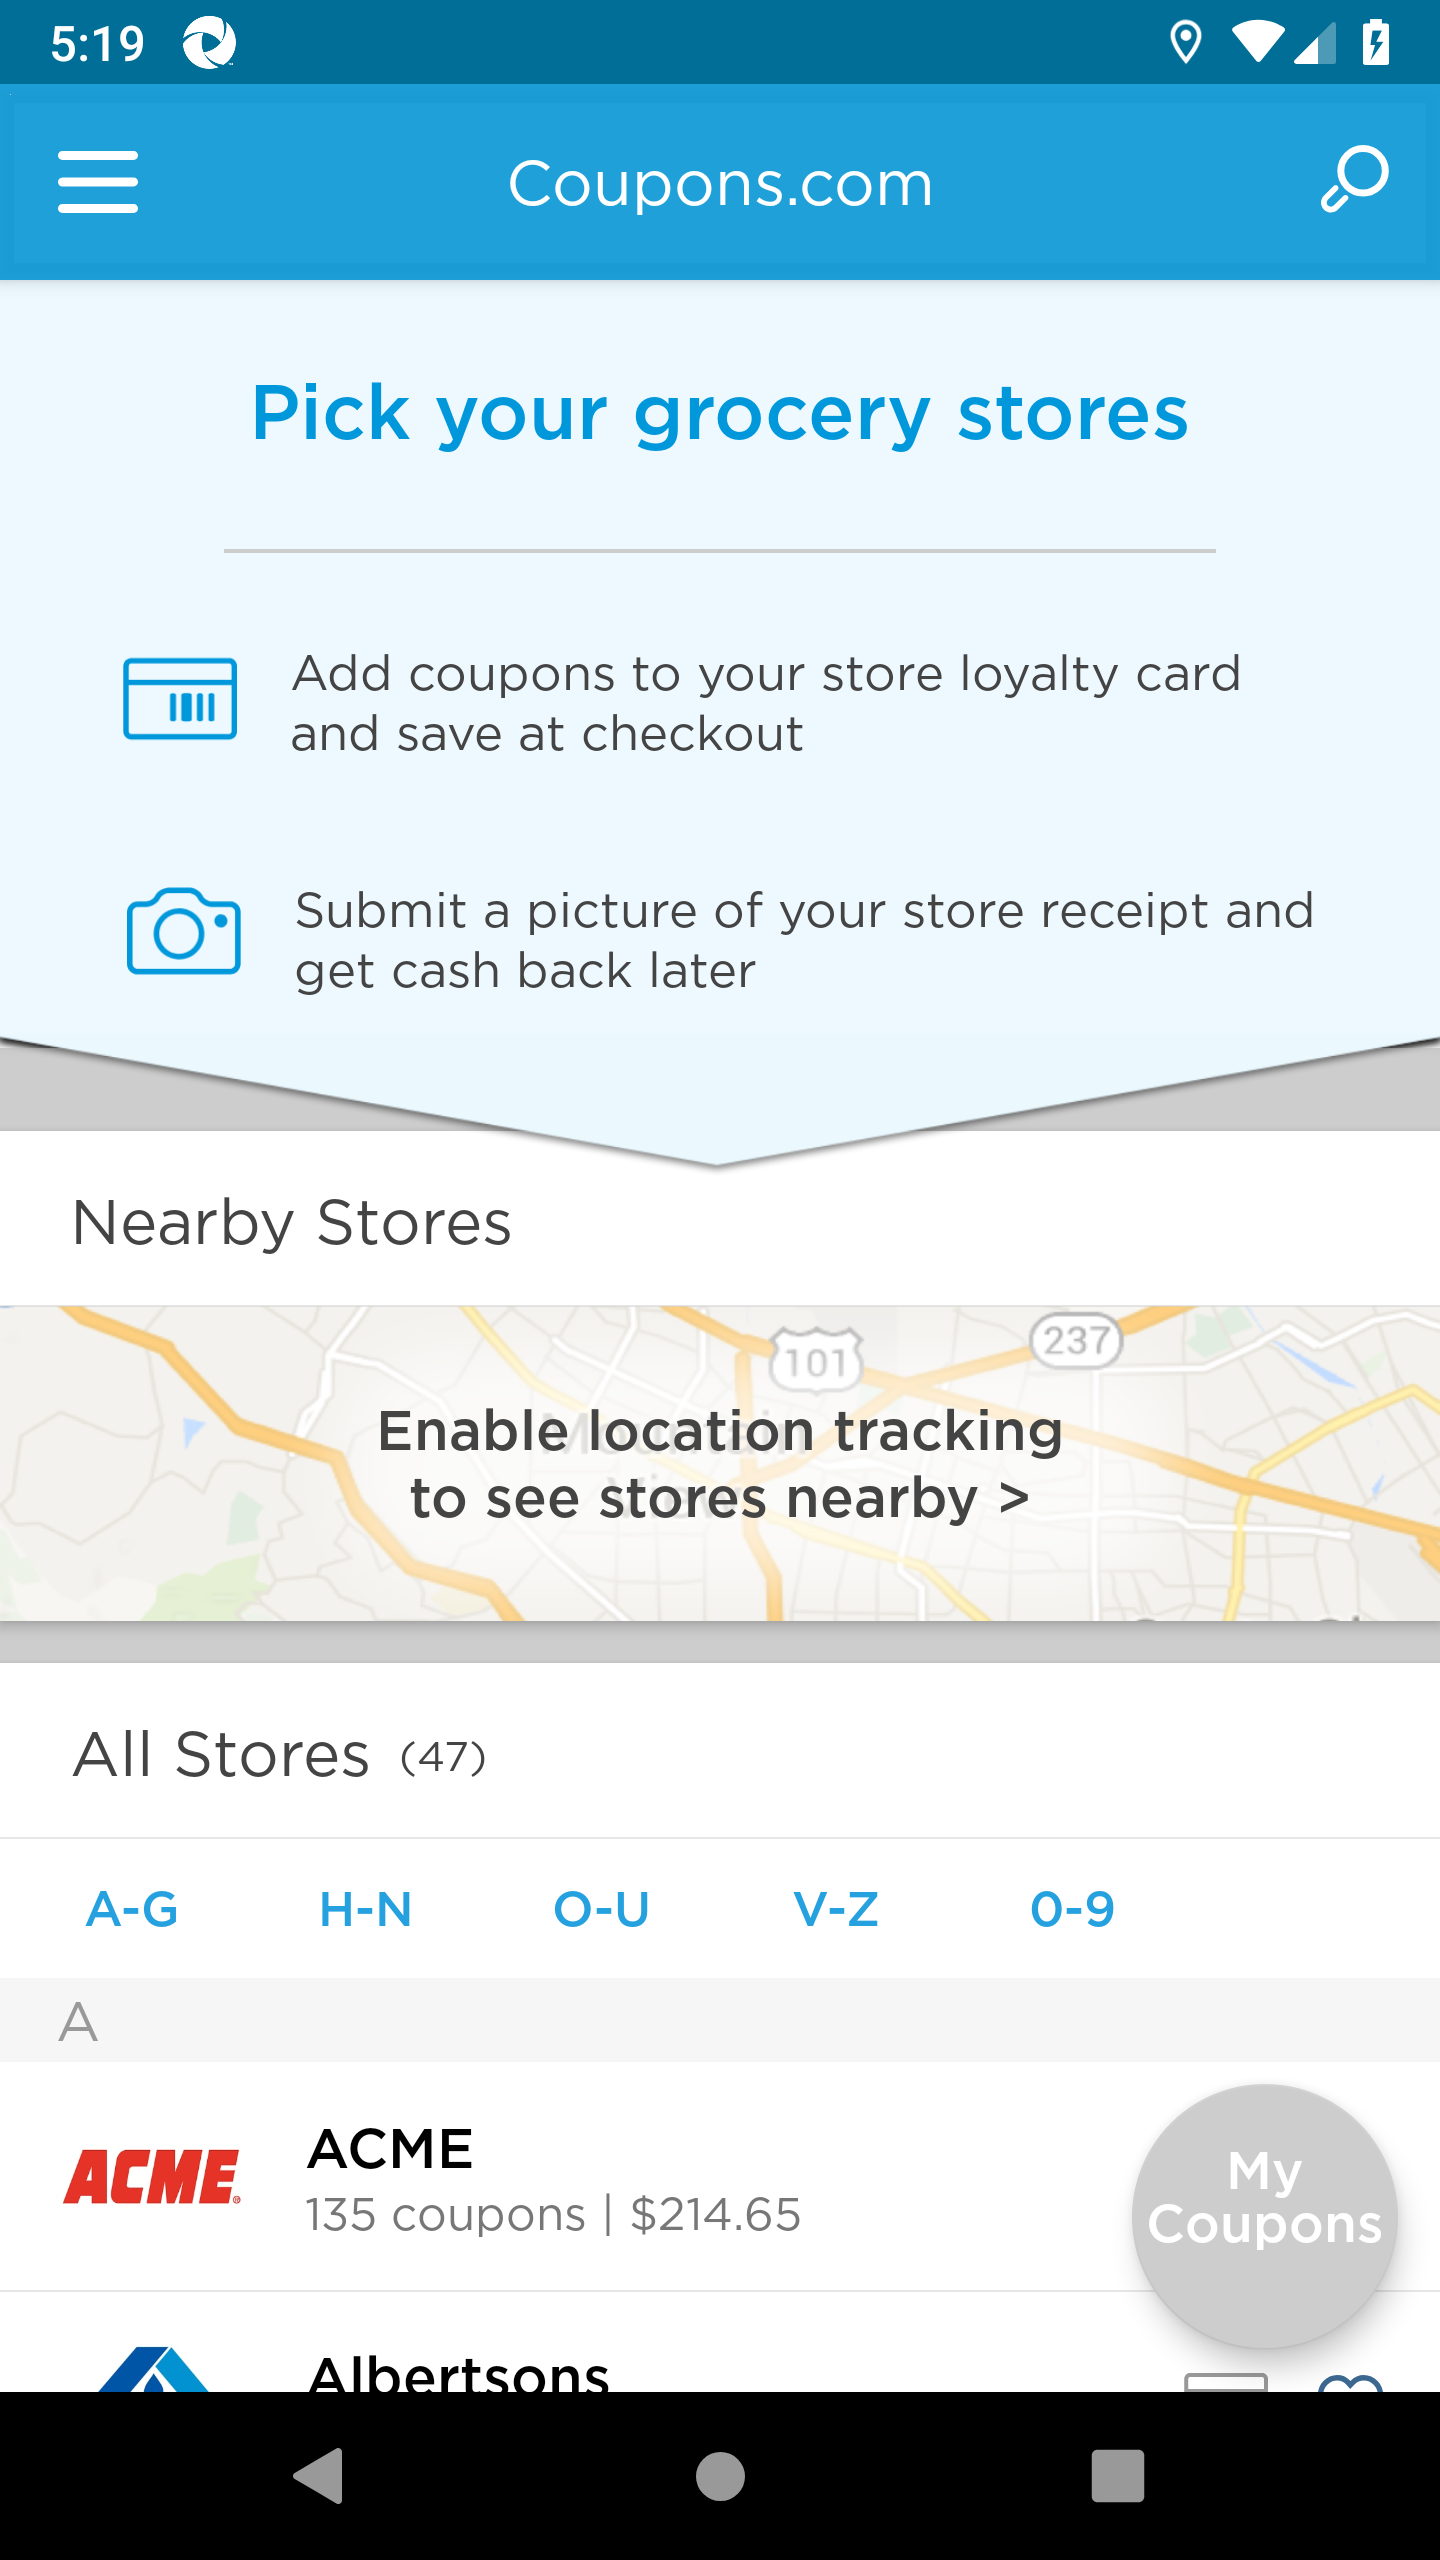 5:19
Coupons.com
Pick your grocery stores
Add coupons to your store loyalty card
and save at checkout
Submit a picture of your store receipt and
get cash back later
Nearby Stores
101
237
Mountain
View
Enable location tracking
to see stores nearby >
All Stores (47)
A-G H-N O-U V-Z 0-9
A
ACME
ACME
135 coupons | $214.65
My
Coupons
Albertsons